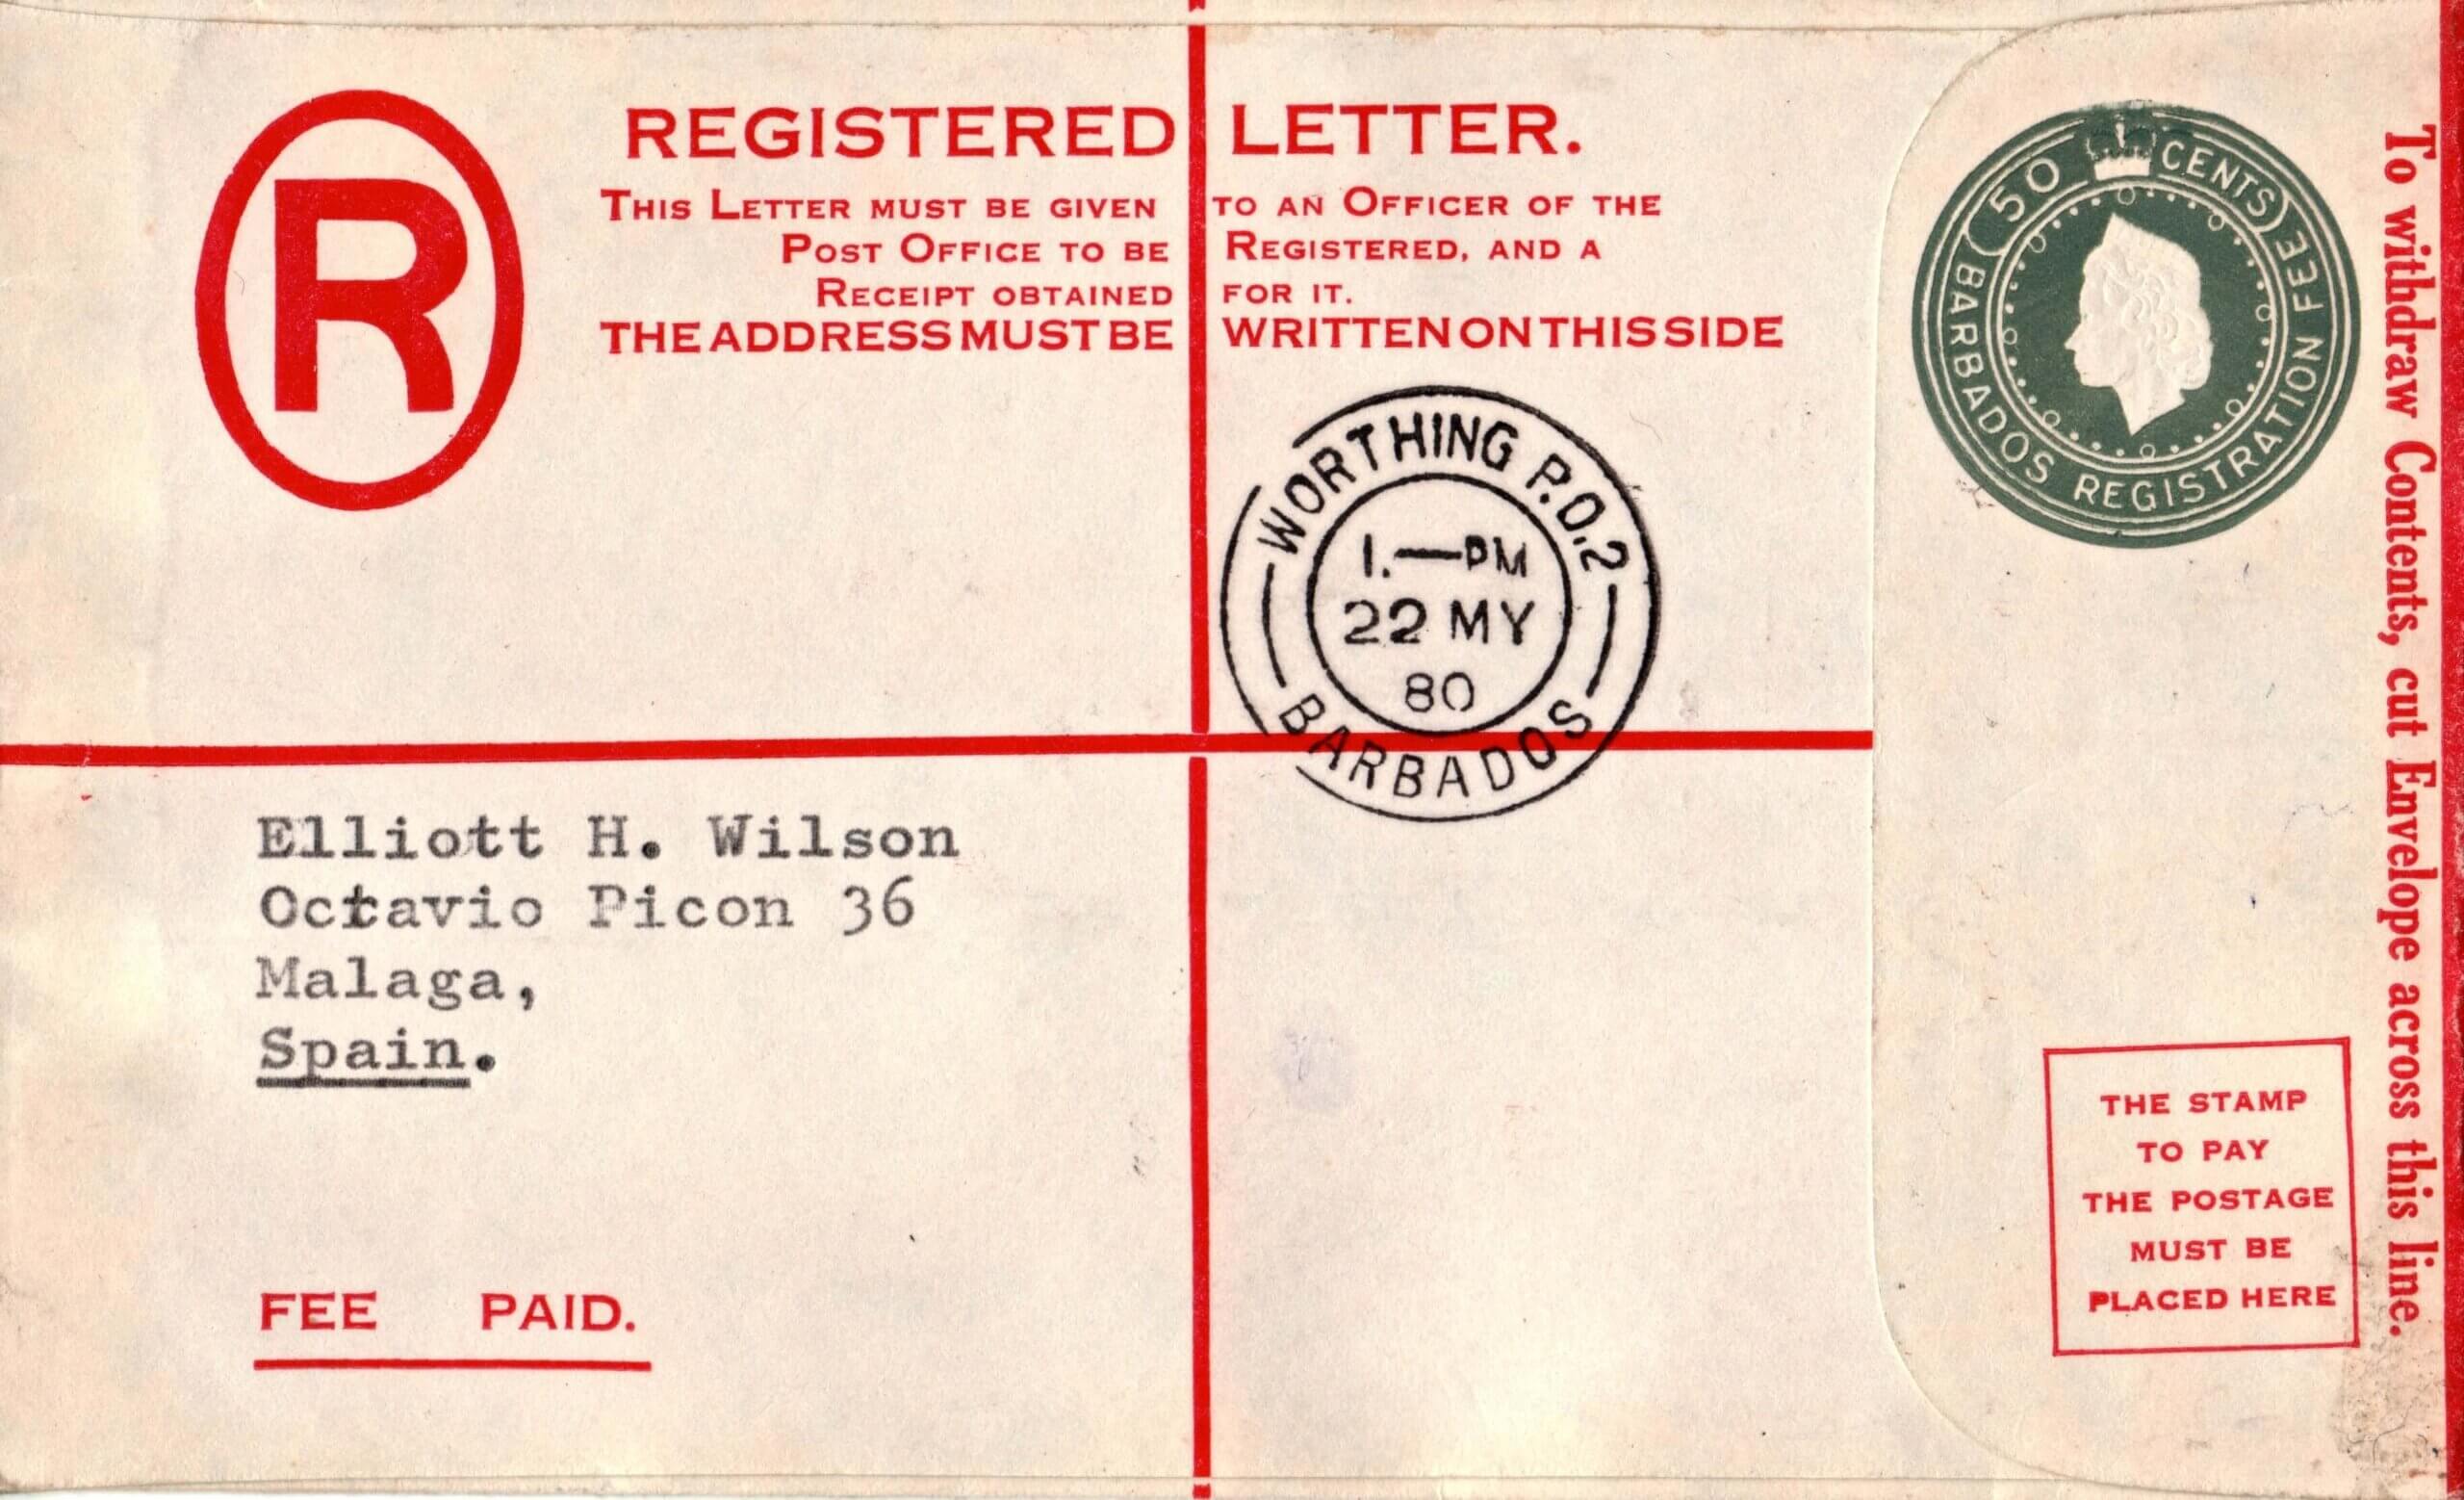 R
REGISTERED LETTER.
THIS LETTER MUST BE GIVEN TO AN OFFICER OF THE
POST OFFICE TO BE REGISTERED, AND A
RECEIPT OBTAINED FOR IT.
THE ADDRESS MUST BE WRITTEN ON THIS SIDE
50 CENTS
BARBADOS REGISTRATION FEE
To withdraw Contents, cut Envelope across this line.
WORTHING P.O.2
1.—PM
22 MY
80
BARBADOS
Elliott H. Wilson
Octavio Picon 36
Malaga,
Spain.
FEE PAID.
THE STAMP
TO PAY
THE POSTAGE
MUST BE
PLACED HERE